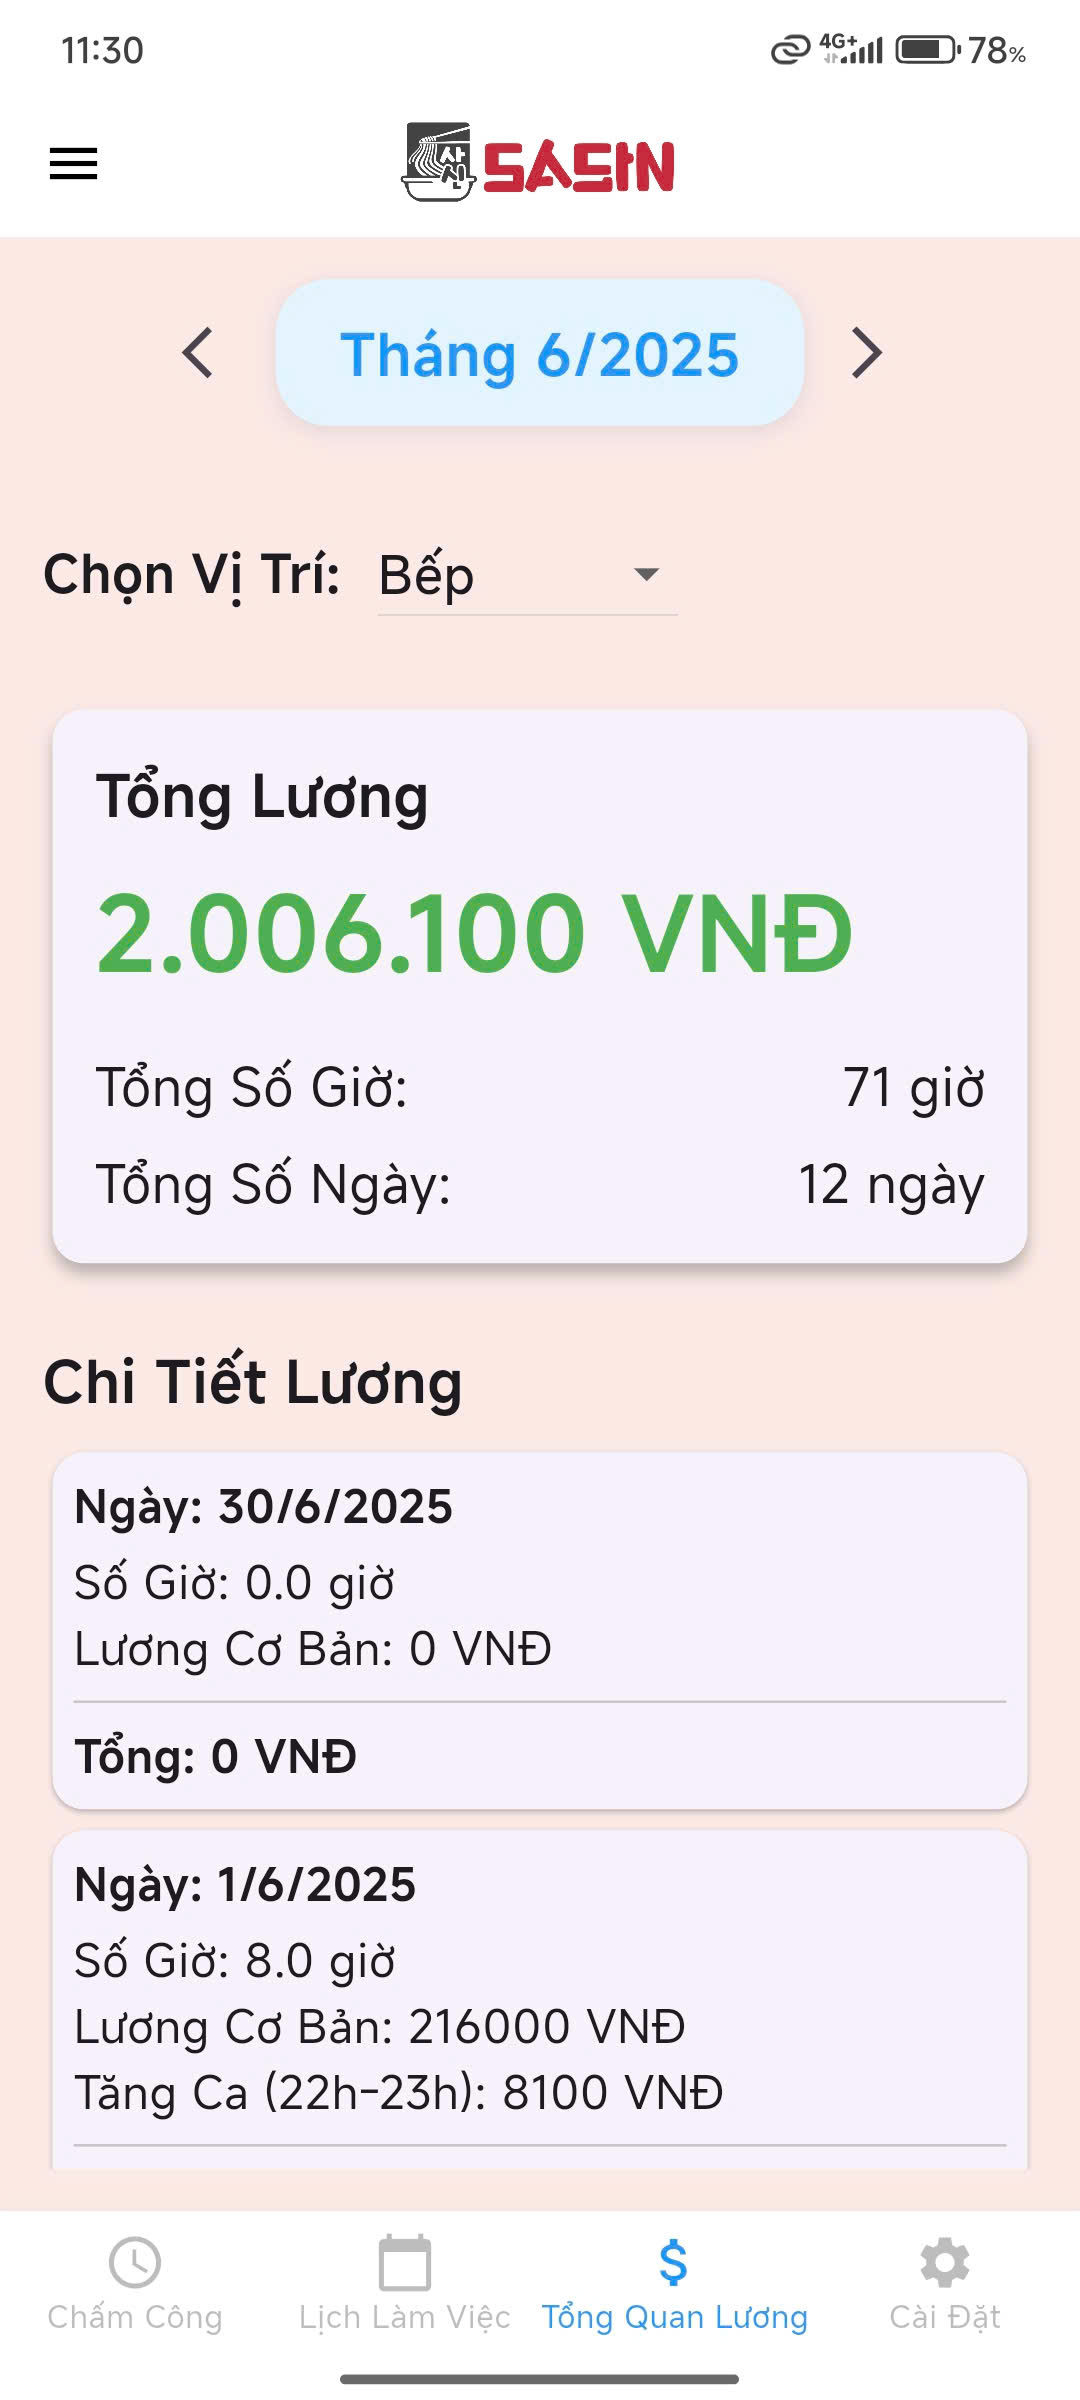 11:30
4G+
78%
산
신
SASIN
Tháng 6/2025
Chọn Vị Trí: Bếp
Tổng Lương
2.006.100 VNĐ
Tổng Số Giờ: 71 giờ
Tổng Số Ngày: 12 ngày
Chi Tiết Lương
Ngày: 30/6/2025
Số Giờ: 0.0 giờ
Lương Cơ Bản: 0 VNĐ
Tổng: 0 VNĐ
Ngày: 1/6/2025
Số Giờ: 8.0 giờ
Lương Cơ Bản: 216000 VNĐ
Tăng Ca (22h-23h): 8100 VNĐ
Chấm Công
Lịch Làm Việc
Tổng Quan Lương
Cài Đặt